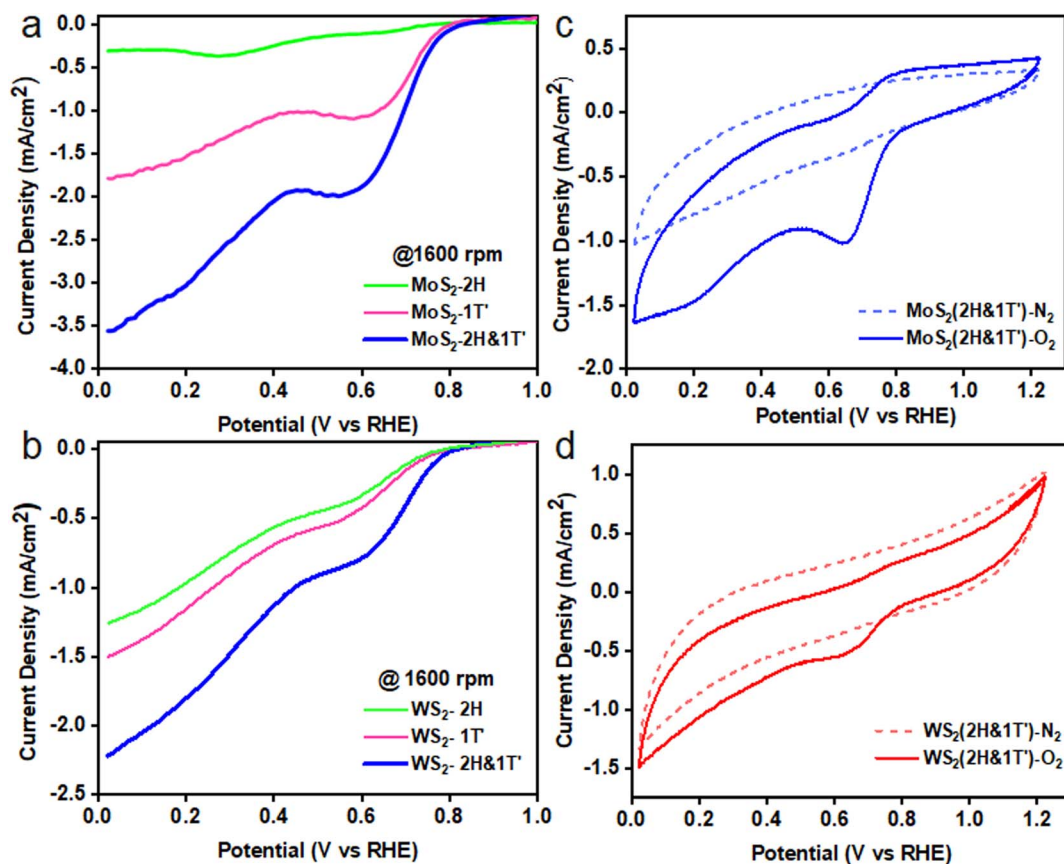 a
0.0
-0.5
-1.0
-1.5
-2.0
-2.5
-3.0
-3.5
-4.0
Current Density (mA/cm²)
@1600 rpm
MoS₂-2H
MoS₂-1T'
MoS₂-2H&1T'
0.0 0.2 0.4 0.6 0.8 1.0
Potential (V vs RHE)
c
0.5
0.0
-0.5
-1.0
-1.5
-2.0
Current Density (mA/cm²)
MoS₂(2H&1T')-N₂
MoS₂(2H&1T')-O₂
0.0 0.2 0.4 0.6 0.8 1.0 1.2
Potential (V vs RHE)
b
0.0
-0.5
-1.0
-1.5
-2.0
-2.5
Current Density (mA/cm²)
@ 1600 rpm
WS₂- 2H
WS₂- 1T'
WS₂- 2H&1T'
0.0 0.2 0.4 0.6 0.8 1.0
Potential (V vs RHE)
d
1.0
0.5
0.0
-0.5
-1.0
-1.5
Current Density (mA/cm²)
WS₂(2H&1T')-N₂
WS₂(2H&1T')-O₂
0.0 0.2 0.4 0.6 0.8 1.0 1.2
Potential (V vs RHE)